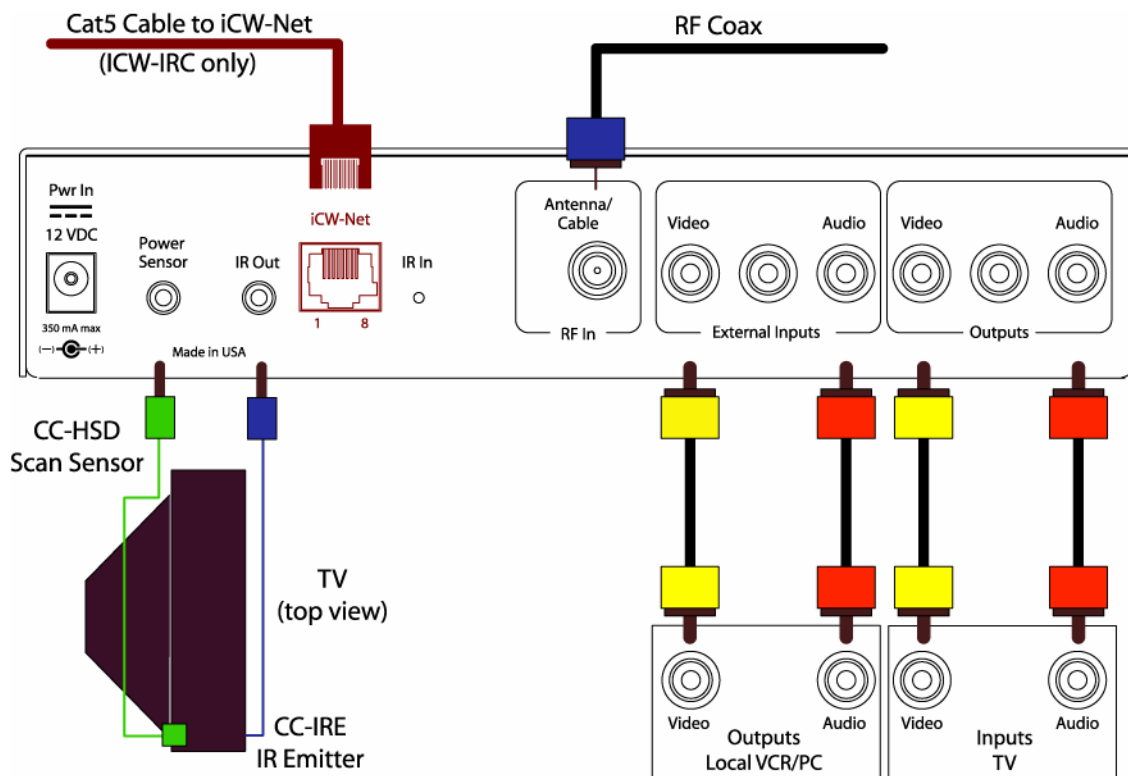 Cat5 Cable to iCW-Net
(ICW-IRC only)
RF Coax
Pwr In
12 VDC
350 mA max
(-) (+)
Power
Sensor
IR Out
iCW-Net
1 8
IR In
Made in USA
Antenna/
Cable
RF In
Video
Audio
External Inputs
Video
Audio
Outputs
CC-HSD
Scan Sensor
TV
(top view)
CC-IRE
IR Emitter
Video
Audio
Outputs
Local VCR/PC
Video
Audio
Inputs
TV